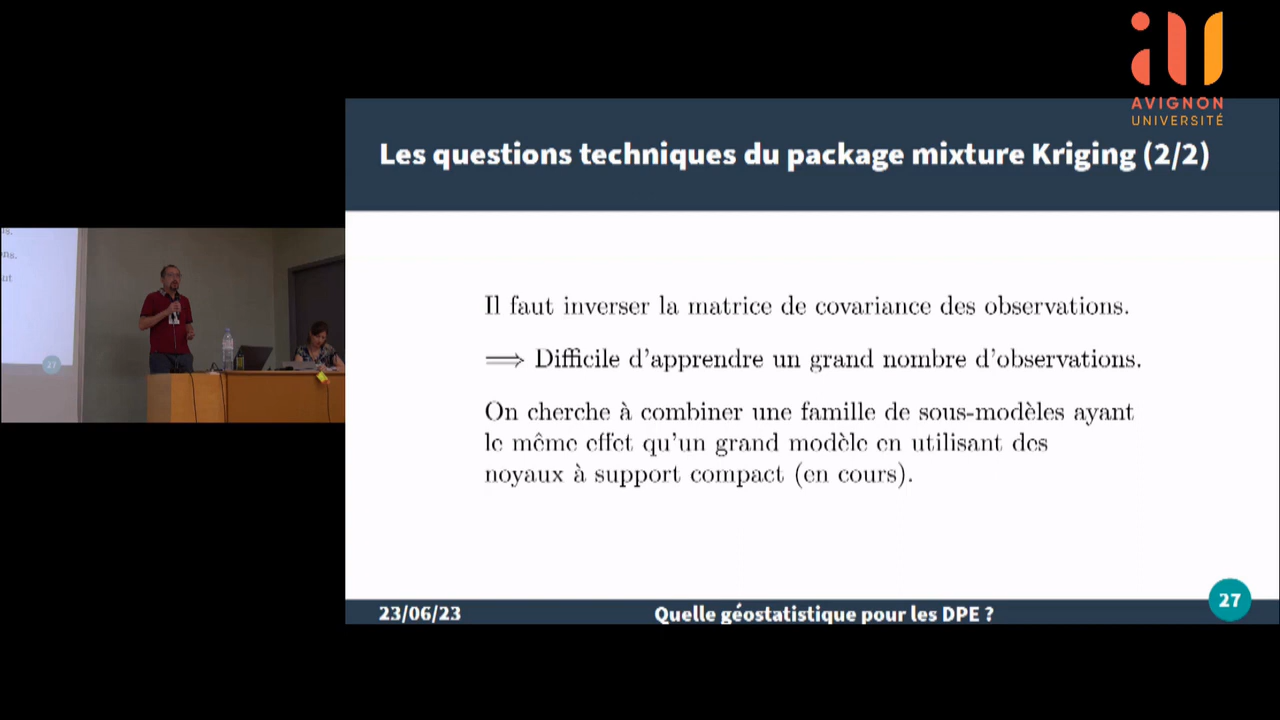 AVIGNON
UNIVERSITÉ
Les questions techniques du package mixture Kriging (2/2)
Il faut inverser la matrice de covariance des observations.
⟹ Difficile d'apprendre un grand nombre d'observations.
On cherche à combiner une famille de sous-modèles ayant
le même effet qu'un grand modèle en utilisant des
noyaux à support compact (en cours).
23/06/23
Quelle géostatistique pour les DPE ?
27
ns.
ut
27